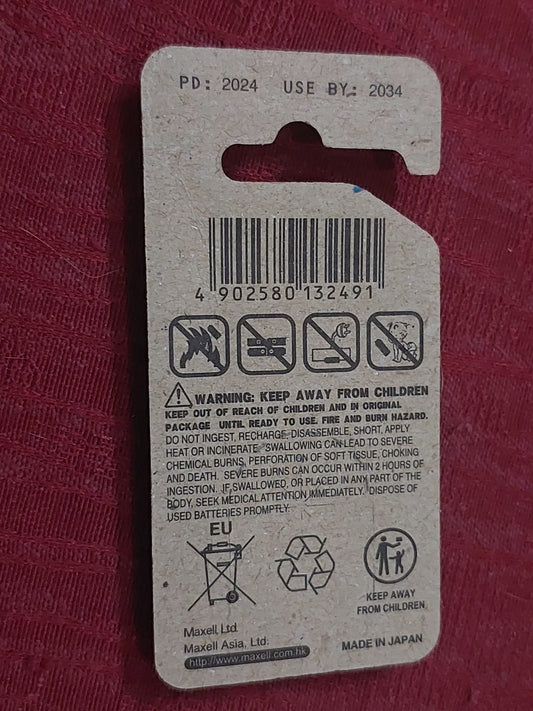 PD: 2024 USE BY: 2034
4 902580 132491
WARNING: KEEP AWAY FROM CHILDREN
KEEP OUT OF REACH OF CHILDREN AND IN ORIGINAL
PACKAGE UNTIL READY TO USE. FIRE AND BURN HAZARD.
DO NOT INGEST, RECHARGE, DISASSEMBLE, SHORT, APPLY
HEAT OR INCINERATE. SWALLOWING CAN LEAD TO SEVERE
CHEMICAL BURNS, PERFORATION OF SOFT TISSUE, CHOKING
AND DEATH. SEVERE BURNS CAN OCCUR WITHIN 2 HOURS OF
INGESTION. IF SWALLOWED, OR PLACED IN ANY PART OF THE
BODY, SEEK MEDICAL ATTENTION IMMEDIATELY. DISPOSE OF
USED BATTERIES PROMPTLY.
EU
KEEP AWAY
FROM CHILDREN
Maxell Ltd.
Maxell Asia, Ltd.
http://www.maxell.com.hk
MADE IN JAPAN